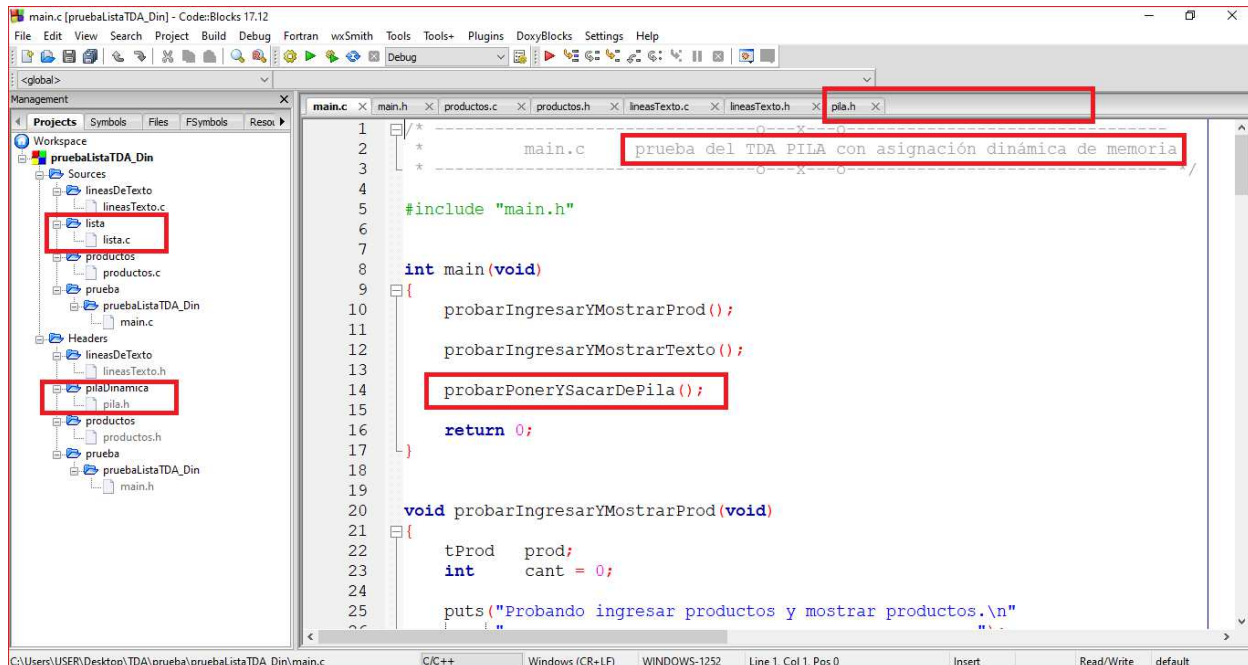 main.c [pruebaListaTDA_Din] - Code::Blocks 17.12
File Edit View Search Project Build Debug Fortran wxSmith Tools Tools+ Plugins DoxyBlocks Settings Help
Debug
<global>
Management
Projects Symbols Files FSymbols Resou
main.c main.h productos.c productos.h lineasTexto.c lineasTexto.h pila.h
Workspace
pruebaListaTDA_Din
Sources
lineasDeTexto
lineasTexto.c
lista
lista.c
productos
productos.c
prueba
pruebaListaTDA_Din
main.c
Headers
lineasDeTexto
lineasTexto.h
pilaDinamica
pila.h
productos
productos.h
prueba
pruebaListaTDA_Din
main.h
1 /* --------------------------------o---x---o--------------------------------
2 * main.c prueba del TDA PILA con asignación dinámica de memoria
3 * --------------------------------o---x---o-------------------------------- */
4
5 #include "main.h"
6
7
8 int main(void)
9 {
10 probarIngresarYMostrarProd();
11
12 probarIngresarYMostrarTexto();
13
14 probarPonerYSacarDePila();
15
16 return 0;
17 }
18
19
20 void probarIngresarYMostrarProd(void)
21 {
22 tProd prod;
23 int cant = 0;
24
25 puts("Probando ingresar productos y mostrar productos.\n"
C:\Users\USER\Desktop\TDA\prueba\pruebaListaTDA_Din\main.c C/C++ Windows (CR+LF) WINDOWS-1252 Line 1, Col 1, Pos 0 Insert Read/Write default